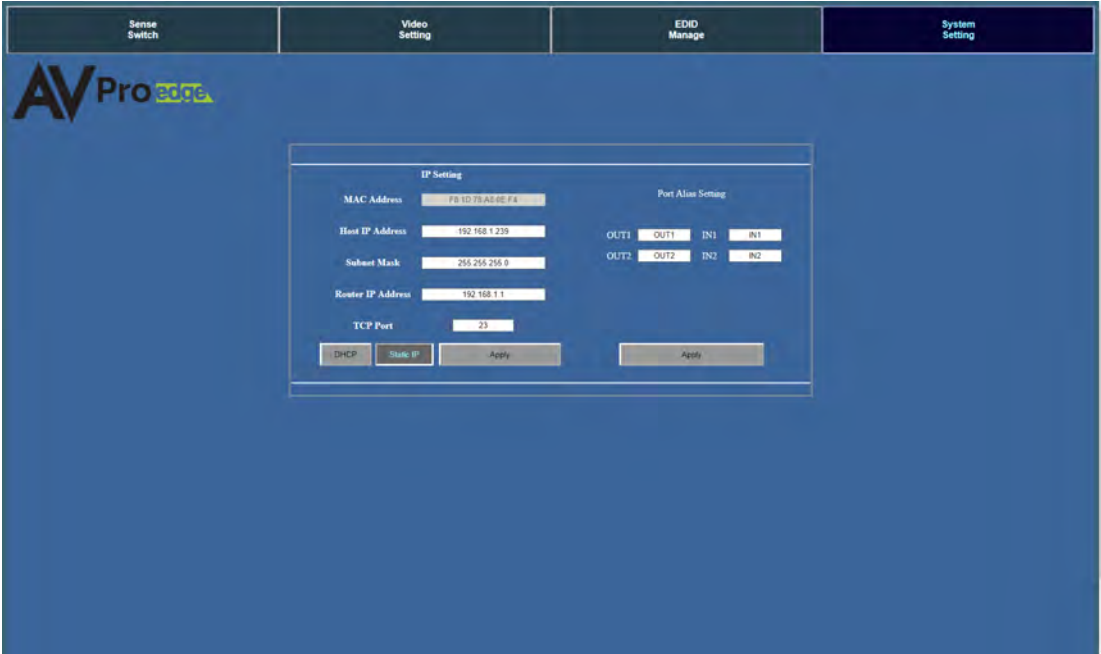 Sense
Switch
Video
Setting
EDID
Manage
System
Setting
AVPro edge
IP Setting
MAC Address
Host IP Address 192.168.1.239
Subnet Mask 255.255.255.0
Router IP Address 192.168.1.1
TCP Port 23
DHCP Static IP Apply
Port Alias Setting
OUT1 OUT1 IN1 IN1
OUT2 OUT2 IN2 IN2
Apply